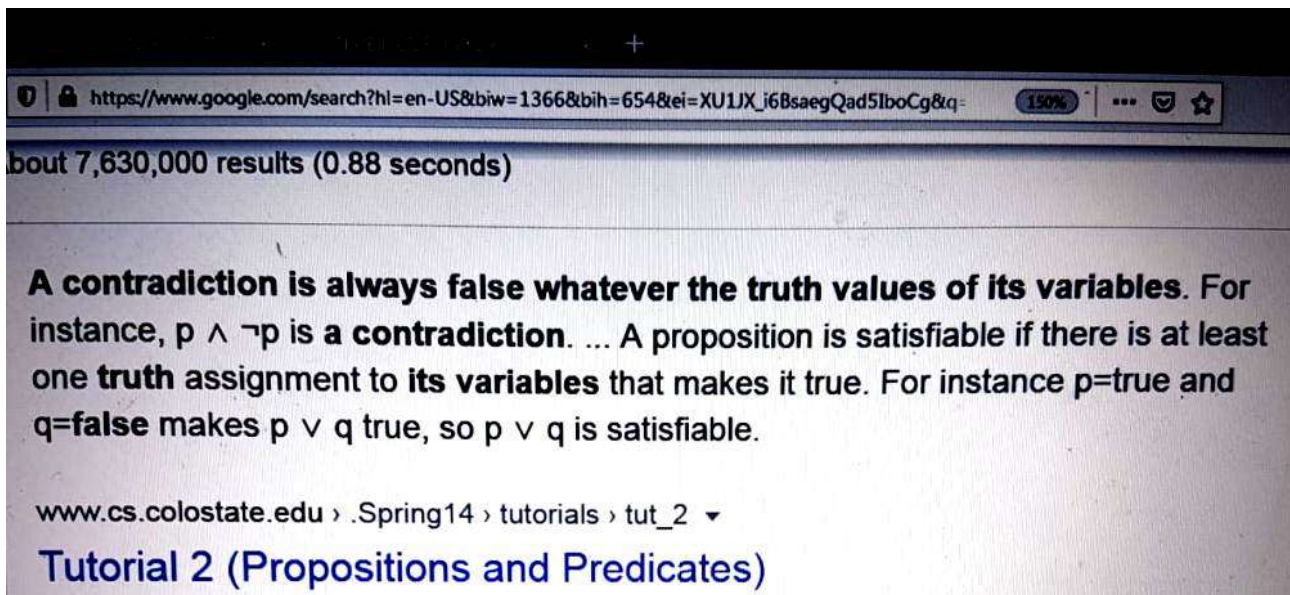 https://www.google.com/search?hl=en-US&biw=1366&bih=654&ei=XU1JX_i6BsaegQad5IboCg&q=
150%
bout 7,630,000 results (0.88 seconds)
A contradiction is always false whatever the truth values of its variables. For
instance, p ∧ ¬p is a contradiction. ... A proposition is satisfiable if there is at least
one truth assignment to its variables that makes it true. For instance p=true and
q=false makes p ∨ q true, so p ∨ q is satisfiable.
www.cs.colostate.edu › .Spring14 › tutorials › tut_2
Tutorial 2 (Propositions and Predicates)